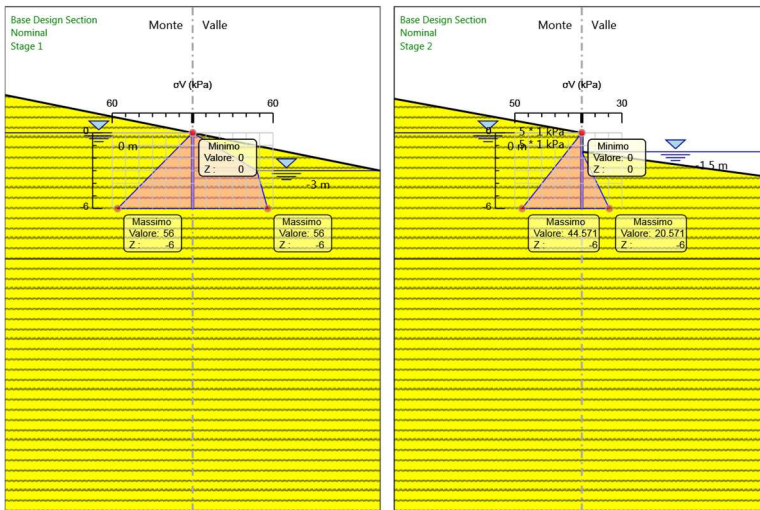 Base Design Section
Nominal
Stage 1
Monte
Valle
σV (kPa)
60
60
0
0 m
Minimo
Valore: 0
Z : 0
-3 m
-6
Massimo
Valore: 56
Z : -6
Massimo
Valore: 56
Z : -6
Base Design Section
Nominal
Stage 2
Monte
Valle
σV (kPa)
50
30
0
5 * 1 kPa
0 m
5 * 1 kPa
Minimo
Valore: 0
Z : 0
-1.5 m
-6
Massimo
Valore: 44.571
Z : -6
Massimo
Valore: 20.571
Z : -6